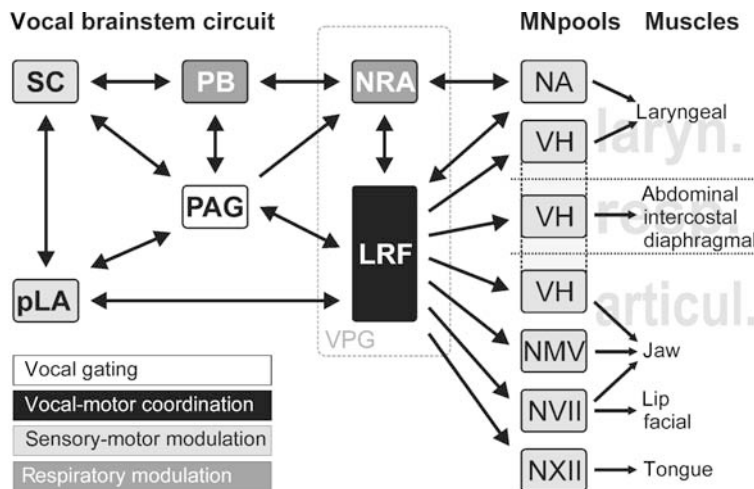 Vocal brainstem circuit
MNpools
Muscles
SC
PB
NRA
NA
Laryngeal
laryn.
VH
PAG
LRF
VH
Abdominal
intercostal
diaphragmal
resp.
pLA
VH
articul.
VPG
NMV
Jaw
NVII
Lip
facial
NXII
Tongue
Vocal gating
Vocal-motor coordination
Sensory-motor modulation
Respiratory modulation